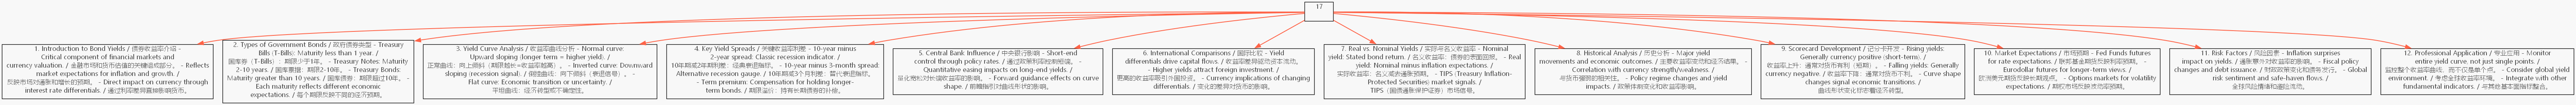 17
1. Introduction to Bond Yields / 债券收益率介绍 -
Critical component of financial markets and
currency valuation. / 金融市场和货币估值的关键组成部分。 - Reflects
market expectations for inflation and growth. /
反映市场对通胀和增长的预期。 - Direct impact on currency through
interest rate differentials. / 通过利率差异直接影响货币。
2. Types of Government Bonds / 政府债券类型 - Treasury
Bills (T-Bills): Maturity less than 1 year. /
国库券（T-Bills）：期限少于1年。 - Treasury Notes: Maturity
2-10 years. / 国库票据：期限2-10年。 - Treasury Bonds:
Maturity greater than 10 years. / 国库债券：期限超过10年。 -
Each maturity reflects different economic
expectations. / 每个期限反映不同的经济预期。
3. Yield Curve Analysis / 收益率曲线分析 - Normal curve:
Upward sloping (longer term = higher yield). /
正常曲线：向上倾斜（期限越长=收益率越高）。 - Inverted curve: Downward
sloping (recession signal). / 倒挂曲线：向下倾斜（衰退信号）。 -
Flat curve: Economic transition or uncertainty. /
平坦曲线：经济转型或不确定性。
4. Key Yield Spreads / 关键收益率利差 - 10-year minus
2-year spread: Classic recession indicator. /
10年期减2年期利差：经典衰退指标。 - 10-year minus 3-month spread:
Alternative recession gauge. / 10年期减3个月利差：替代衰退指标。
- Term premium: Compensation for holding longer-
term bonds. / 期限溢价：持有长期债券的补偿。
5. Central Bank Influence / 中央银行影响 - Short-end
control through policy rates. / 通过政策利率控制短端。 -
Quantitative easing impacts on long-end yields. /
量化宽松对长端收益率的影响。 - Forward guidance effects on curve
shape. / 前瞻指引对曲线形状的影响。
6. International Comparisons / 国际比较 - Yield
differentials drive capital flows. / 收益率差异驱动资本流动。
- Higher yields attract foreign investment. /
更高的收益率吸引外国投资。 - Currency implications of changing
differentials. / 变化的差异对货币的影响。
7. Real vs. Nominal Yields / 实际与名义收益率 - Nominal
yield: Stated bond return. / 名义收益率：债券的表面回报。 - Real
yield: Nominal minus inflation expectations. /
实际收益率：名义减去通胀预期。 - TIPS (Treasury Inflation-
Protected Securities) market signals. /
TIPS（国债通胀保护证券）市场信号。
8. Historical Analysis / 历史分析 - Major yield
movements and economic outcomes. / 主要收益率变动和经济结果。 -
Correlation with currency strength/weakness. /
与货币强弱的相关性。 - Policy regime changes and yield
impacts. / 政策体制变化和收益率影响。
9. Scorecard Development / 记分卡开发 - Rising yields:
Generally currency positive (short-term). /
收益率上升：通常对货币有利（短期）。 - Falling yields: Generally
currency negative. / 收益率下降：通常对货币不利。 - Curve shape
changes signal economic transitions. /
曲线形状变化标志着经济转型。
10. Market Expectations / 市场预期 - Fed Funds futures
for rate expectations. / 联邦基金期货反映利率预期。 -
Eurodollar futures for longer-term views. /
欧洲美元期货反映长期观点。 - Options markets for volatility
expectations. / 期权市场反映波动率预期。
11. Risk Factors / 风险因素 - Inflation surprises
impact on yields. / 通胀意外对收益率的影响。 - Fiscal policy
changes and debt issuance. / 财政政策变化和债务发行。 - Global
risk sentiment and safe-haven flows. /
全球风险情绪和避险流动。
12. Professional Application / 专业应用 - Monitor
entire yield curve, not just single points. /
监控整个收益率曲线，而不仅是单个点。 - Consider global yield
environment. / 考虑全球收益率环境。 - Integrate with other
fundamental indicators. / 与其他基本面指标整合。